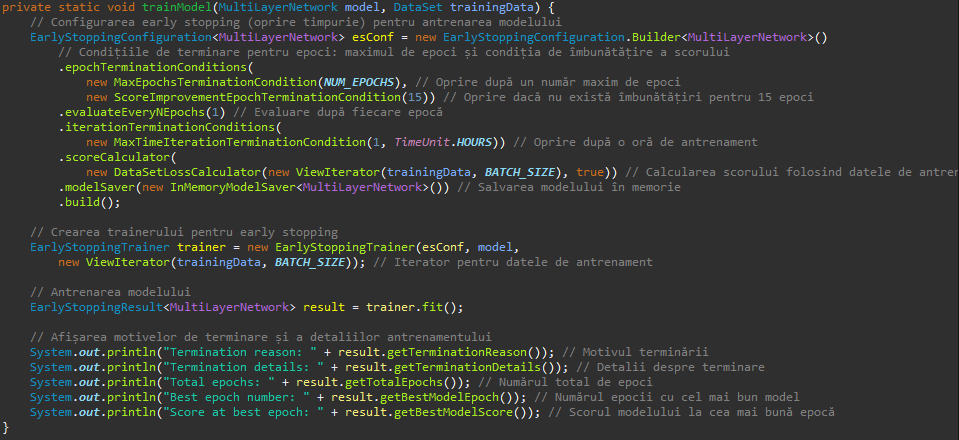 private static void trainModel(MultiLayerNetwork model, DataSet trainingData) {
// Configurarea early stopping (oprire timpurie) pentru antrenarea modelului
EarlyStoppingConfiguration<MultiLayerNetwork> esConf = new EarlyStoppingConfiguration.Builder<MultiLayerNetwork>()
// Condițiile de terminare pentru epoci: maximul de epoci și condiția de îmbunătățire a scorului
.epochTerminationConditions(
new MaxEpochsTerminationCondition(NUM_EPOCHS), // Oprire după un număr maxim de epoci
new ScoreImprovementEpochTerminationCondition(15)) // Oprire dacă nu există îmbunătățiri pentru 15 epoci
.evaluateEveryNEpochs(1) // Evaluare după fiecare epocă
.iterationTerminationConditions(
new MaxTimeIterationTerminationCondition(1, TimeUnit.HOURS)) // Oprire după o oră de antrenament
.scoreCalculator(
new DataSetLossCalculator(new ViewIterator(trainingData, BATCH_SIZE), true)) // Calcularea scorului folosind datele de antren
.modelSaver(new InMemoryModelSaver<MultiLayerNetwork>()) // Salvarea modelului în memorie
.build();
// Crearea trainerului pentru early stopping
EarlyStoppingTrainer trainer = new EarlyStoppingTrainer(esConf, model,
new ViewIterator(trainingData, BATCH_SIZE)); // Iterator pentru datele de antrenament
// Antrenarea modelului
EarlyStoppingResult<MultiLayerNetwork> result = trainer.fit();
// Afișarea motivelor de terminare și a detaliilor antrenamentului
System.out.println("Termination reason: " + result.getTerminationReason()); // Motivul terminării
System.out.println("Termination details: " + result.getTerminationDetails()); // Detalii despre terminare
System.out.println("Total epochs: " + result.getTotalEpochs()); // Numărul total de epoci
System.out.println("Best epoch number: " + result.getBestModelEpoch()); // Numărul epocii cu cel mai bun model
System.out.println("Score at best epoch: " + result.getBestModelScore()); // Scorul modelului la cea mai bună epocă
}